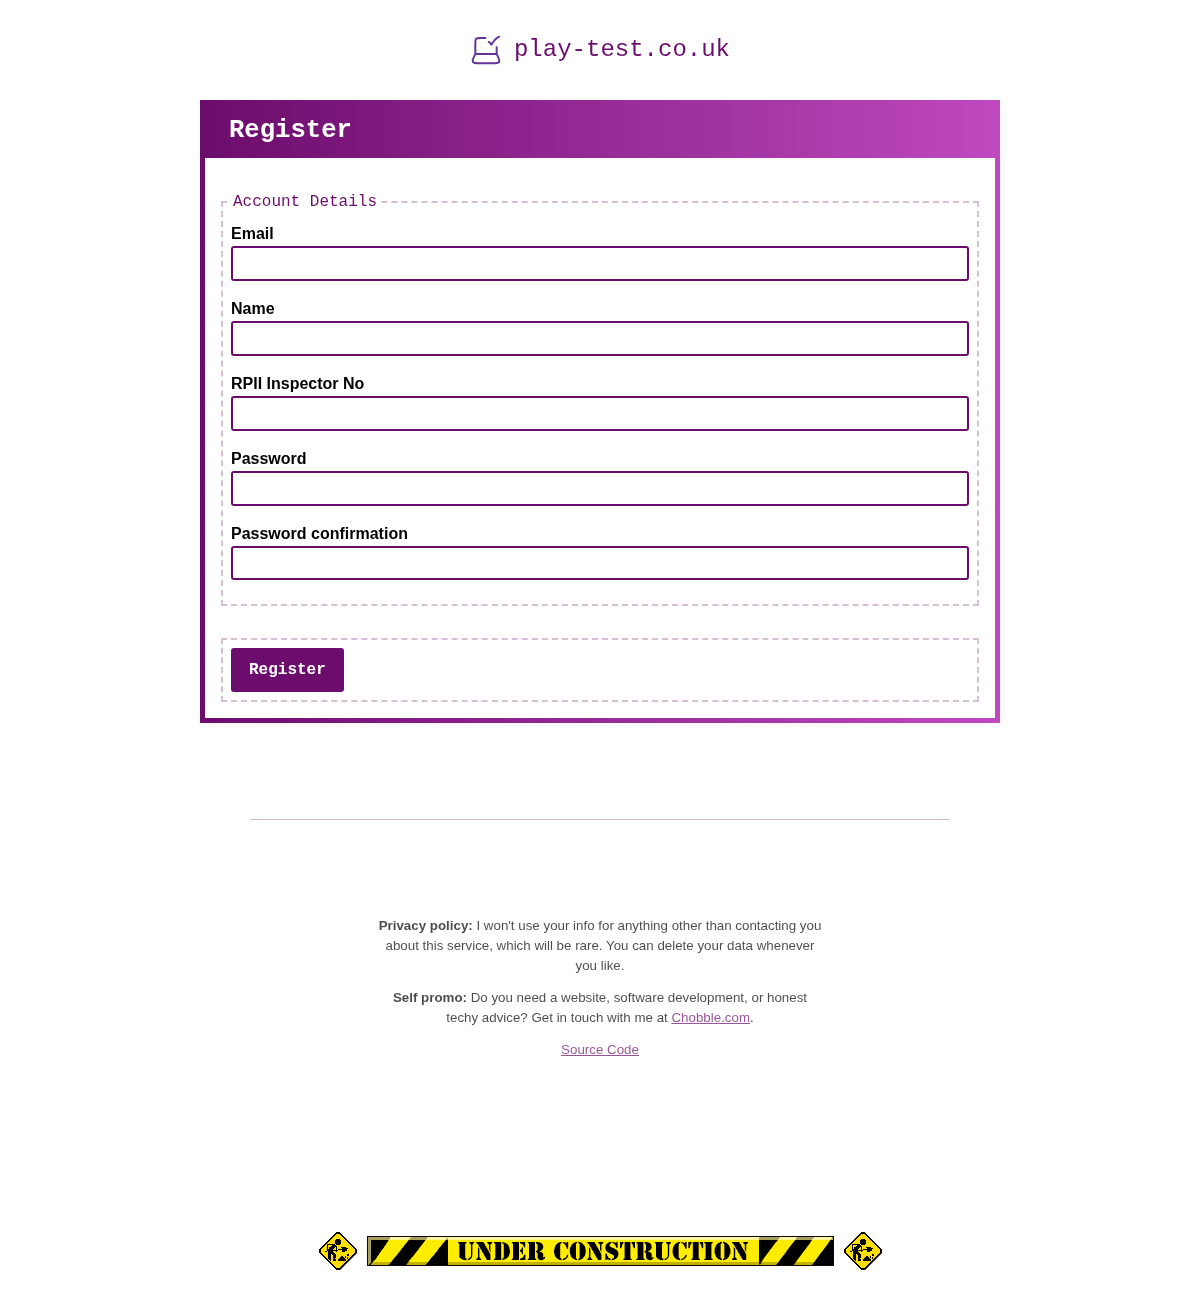 play-test.co.uk
Register
Account Details
Email
Name
RPII Inspector No
Password
Password confirmation
Register
Privacy policy: I won't use your info for anything other than contacting you
about this service, which will be rare. You can delete your data whenever
you like.
Self promo: Do you need a website, software development, or honest
techy advice? Get in touch with me at Chobble.com.
Source Code
UNDER CONSTRUCTION